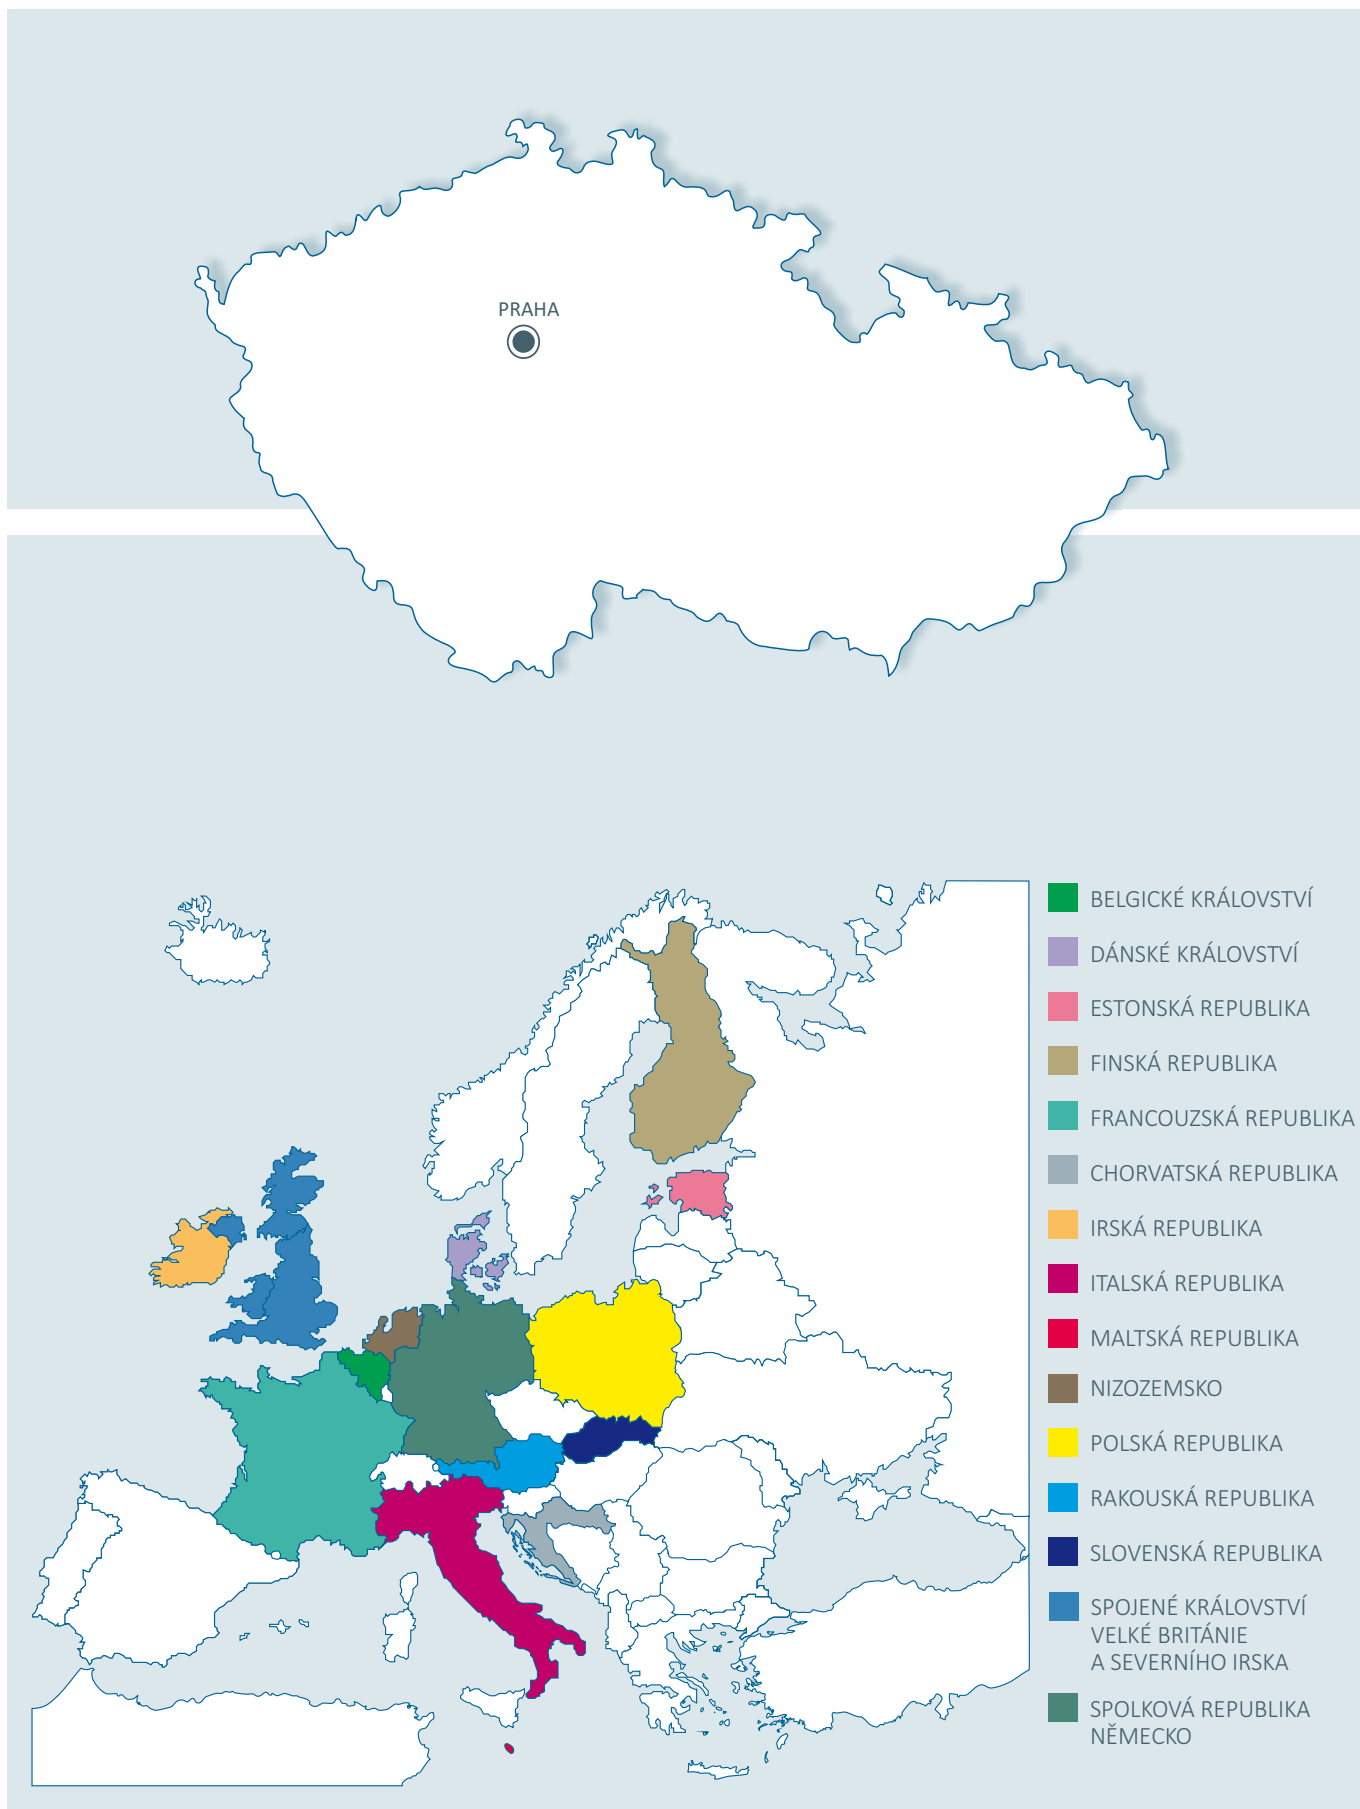 PRAHA
BELGICKÉ KRÁLOVSTVÍ
DÁNSKÉ KRÁLOVSTVÍ
ESTONSKÁ REPUBLIKA
FINSKÁ REPUBLIKA
FRANCOUZSKÁ REPUBLIKA
CHORVATSKÁ REPUBLIKA
IRSKÁ REPUBLIKA
ITALSKÁ REPUBLIKA
MALTSKÁ REPUBLIKA
NIZOZEMSKO
POLSKÁ REPUBLIKA
RAKOUSKÁ REPUBLIKA
SLOVENSKÁ REPUBLIKA
SPOJENÉ KRÁLOVSTVÍ
VELKÉ BRITÁNIE
A SEVERNÍHO IRSKA
SPOLKOVÁ REPUBLIKA
NĚMECKO